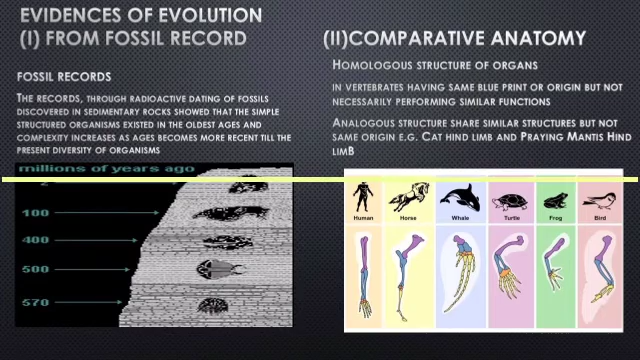 EVIDENCES OF EVOLUTION
(I) FROM FOSSIL RECORD
FOSSIL RECORDS
THE RECORDS, THROUGH RADIOACTIVE DATING OF FOSSILS
DISCOVERED IN SEDIMENTARY ROCKS SHOWED THAT THE SIMPLE
STRUCTURED ORGANISMS EXISTED IN THE OLDEST AGES AND
COMPLEXITY INCREASES AS AGES BECOMES MORE RECENT TILL THE
PRESENT DIVERSITY OF ORGANISMS
millions of years ago
2
100
400
500
570
(II)COMPARATIVE ANATOMY
HOMOLOGOUS STRUCTURE OF ORGANS
IN VERTEBRATES HAVING SAME BLUE PRINT OR ORIGIN BUT NOT
NECESSARILY PERFORMING SIMILAR FUNCTIONS
ANALOGOUS STRUCTURE SHARE SIMILAR STRUCTURES BUT NOT
SAME ORIGIN E.G. CAT HIND LIMB AND PRAYING MANTIS HIND
LIMB
Human Horse Whale Turtle Frog Bird